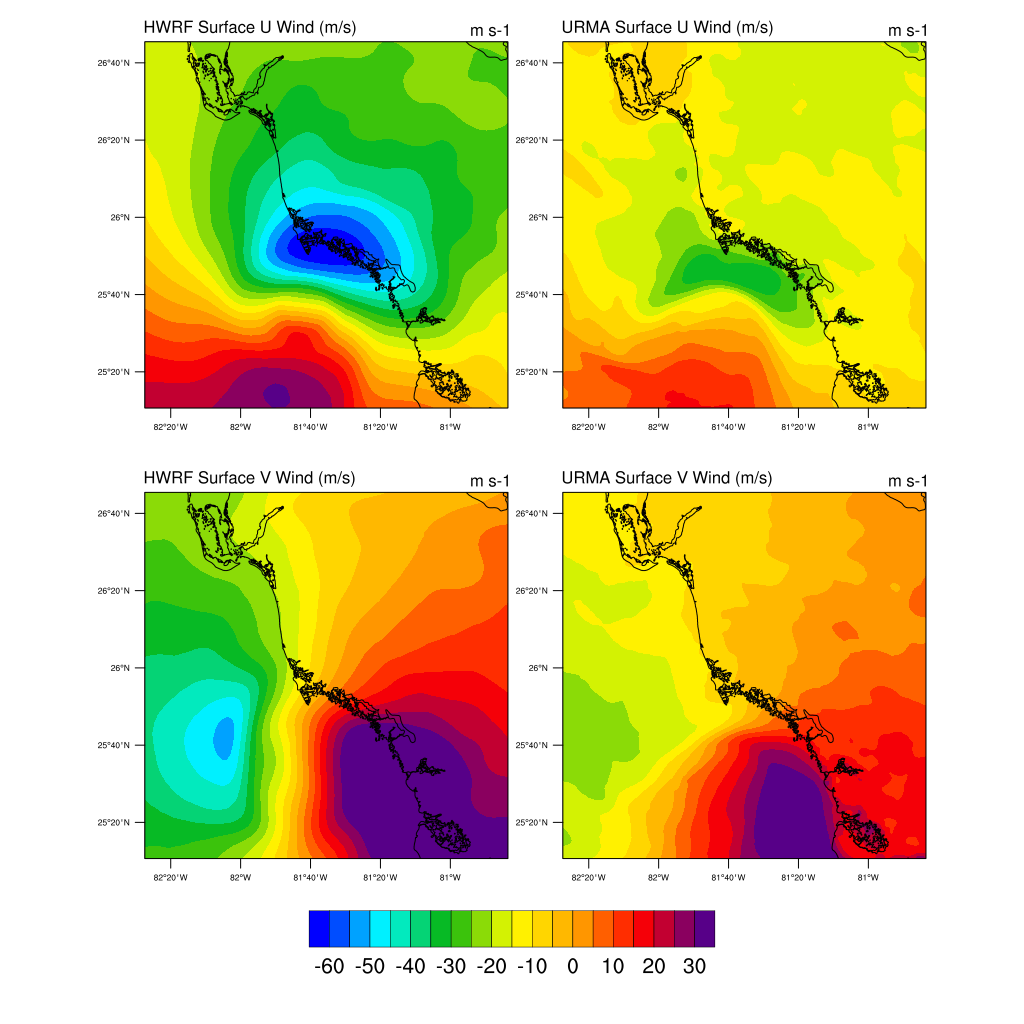 HWRF Surface U Wind (m/s) m s-1 URMA Surface U Wind (m/s) m s-1
26°40'N 26°40'N
26°20'N 26°20'N
26°N 26°N
25°40'N 25°40'N
25°20'N 25°20'N
82°20'W 82°W 81°40'W 81°20'W 81°W 82°20'W 82°W 81°40'W 81°20'W 81°W
HWRF Surface V Wind (m/s) m s-1 URMA Surface V Wind (m/s) m s-1
26°40'N 26°40'N
26°20'N 26°20'N
26°N 26°N
25°40'N 25°40'N
25°20'N 25°20'N
82°20'W 82°W 81°40'W 81°20'W 81°W 82°20'W 82°W 81°40'W 81°20'W 81°W
-60 -50 -40 -30 -20 -10 0 10 20 30